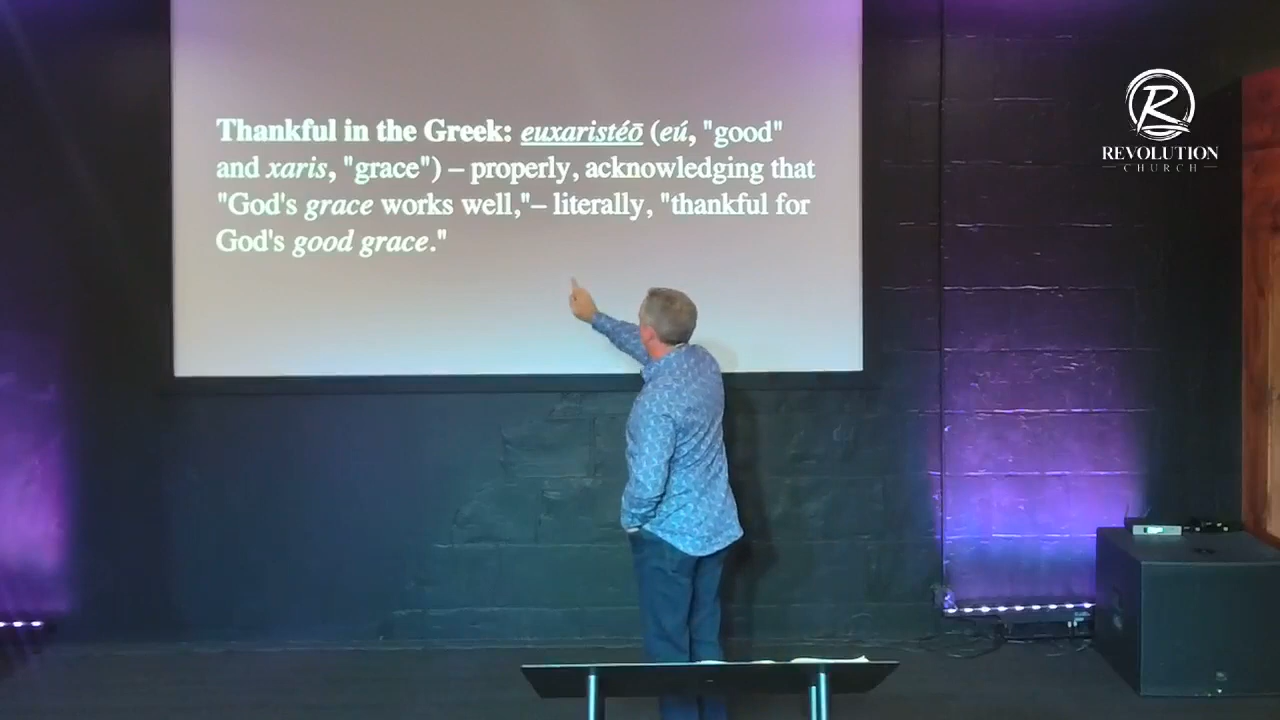 Thankful in the Greek: euxaristéō (eú, "good"
and xaris, "grace") – properly, acknowledging that
"God's grace works well,"– literally, "thankful for
God's good grace."
R
REVOLUTION
CHURCH